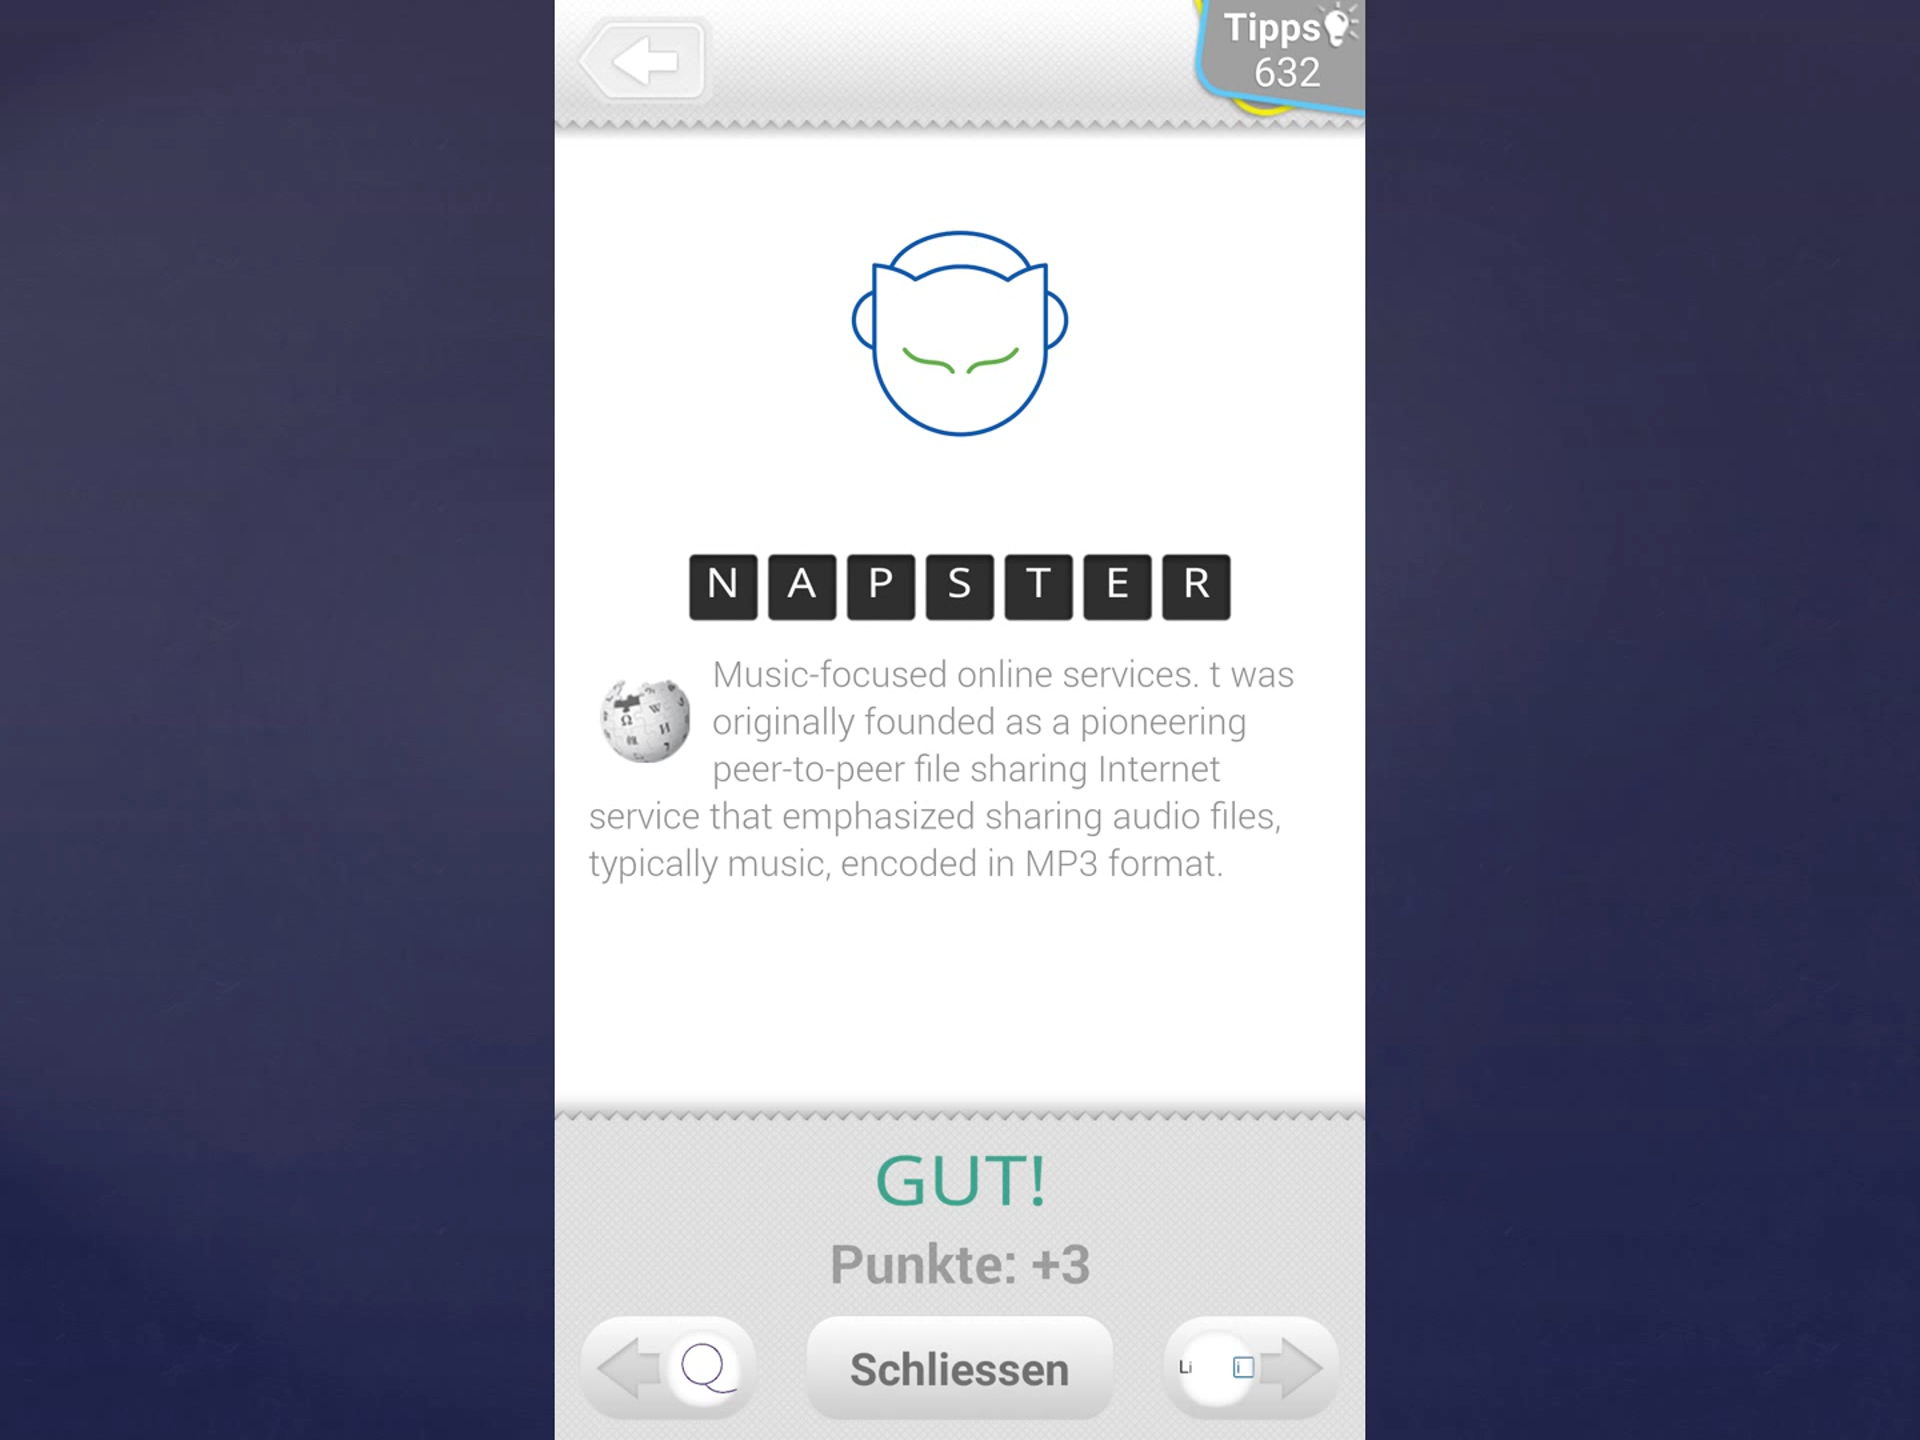 Tipps
632
N A P S T E R
Music-focused online services. t was
originally founded as a pioneering
peer-to-peer file sharing Internet
service that emphasized sharing audio files,
typically music, encoded in MP3 format.
GUT!
Punkte: +3
Q
Schliessen
Li i